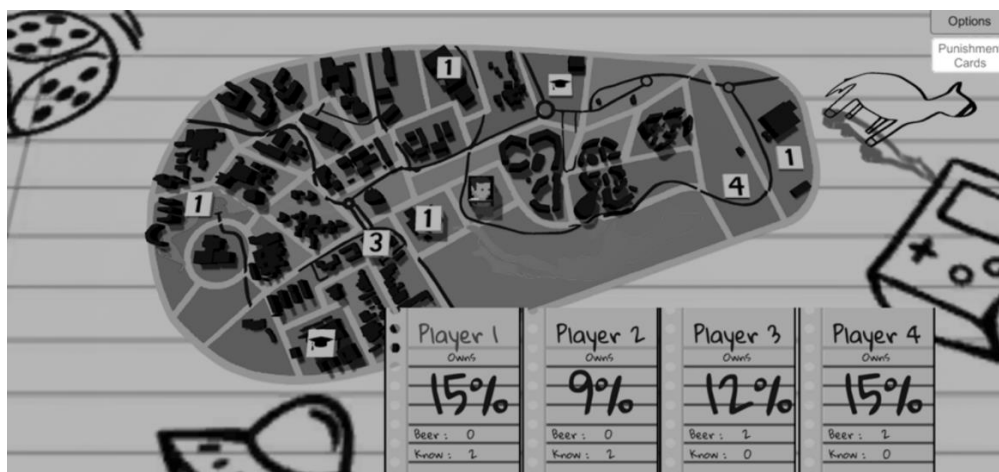 Options
Punishmen
Cards
1
1
1
4
1
1
3
Player 1
Owns
15%
Beer : 0
Know : 2
Player 2
Owns
9%
Beer : 0
Know : 2
Player 3
Owns
12%
Beer : 2
Know : 0
Player 4
Owns
15%
Beer : 2
Know : 0